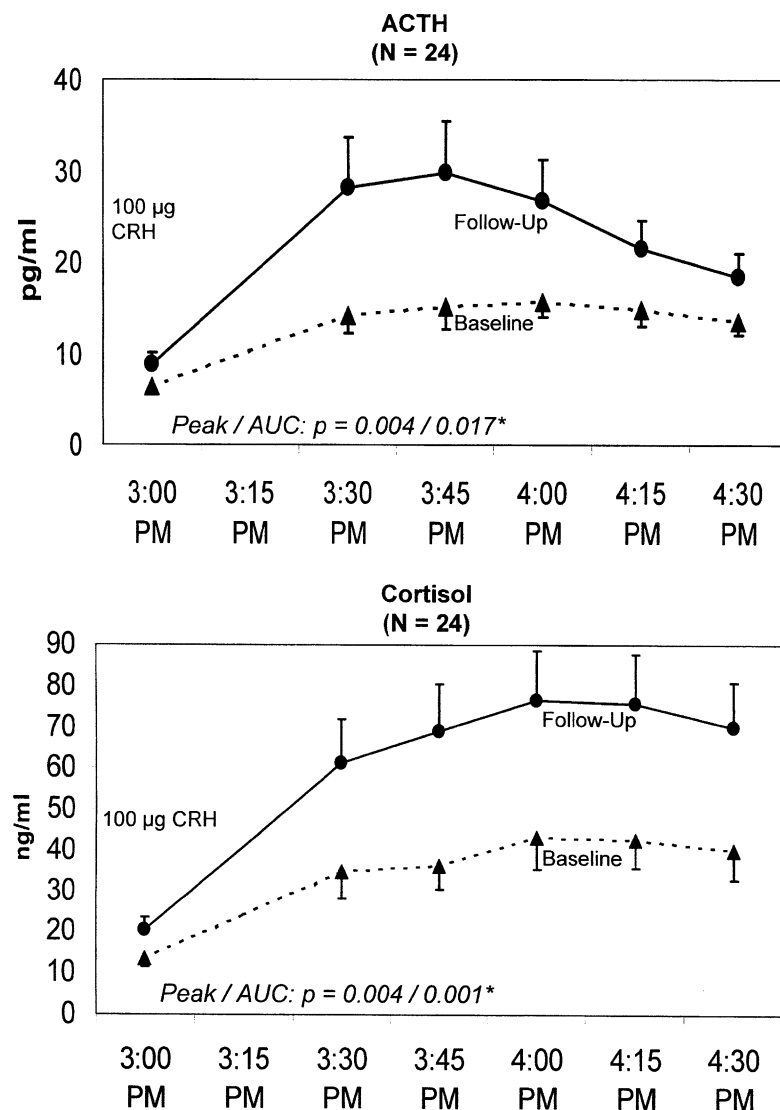 ACTH
(N = 24)
40
30
20
10
0
pg/ml
100 µg
CRH
Follow-Up
Baseline
Peak / AUC: p = 0.004 / 0.017*
3:00 3:15 3:30 3:45 4:00 4:15 4:30
PM PM PM PM PM PM PM
Cortisol
(N = 24)
90
80
70
60
50
40
30
20
10
0
ng/ml
100 µg CRH
Follow-Up
Baseline
Peak / AUC: p = 0.004 / 0.001*
3:00 3:15 3:30 3:45 4:00 4:15 4:30
PM PM PM PM PM PM PM